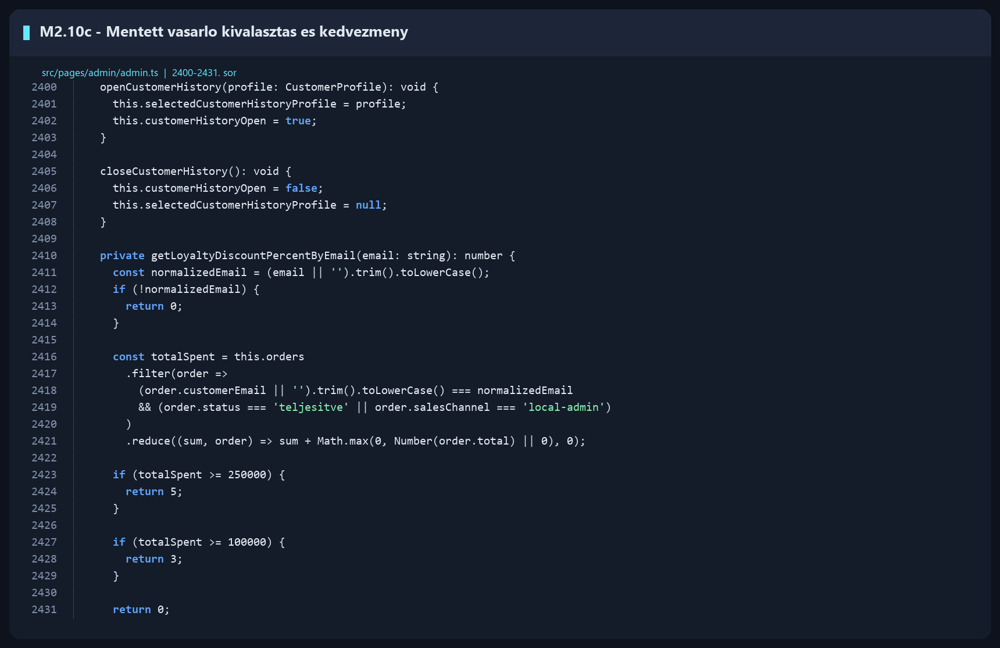 M2.10c - Mentett vasarlo kivalasztas es kedvezmeny
src/pages/admin/admin.ts | 2400-2431. sor
2400 openCustomerHistory(profile: CustomerProfile): void {
2401 this.selectedCustomerHistoryProfile = profile;
2402 this.customerHistoryOpen = true;
2403 }
2404
2405 closeCustomerHistory(): void {
2406 this.customerHistoryOpen = false;
2407 this.selectedCustomerHistoryProfile = null;
2408 }
2409
2410 private getLoyaltyDiscountPercentByEmail(email: string): number {
2411 const normalizedEmail = (email || '').trim().toLowerCase();
2412 if (!normalizedEmail) {
2413 return 0;
2414 }
2415
2416 const totalSpent = this.orders
2417 .filter(order =>
2418 (order.customerEmail || '').trim().toLowerCase() === normalizedEmail
2419 && (order.status === 'teljesitve' || order.salesChannel === 'local-admin')
2420 )
2421 .reduce((sum, order) => sum + Math.max(0, Number(order.total) || 0), 0);
2422
2423 if (totalSpent >= 250000) {
2424 return 5;
2425 }
2426
2427 if (totalSpent >= 100000) {
2428 return 3;
2429 }
2430
2431 return 0;